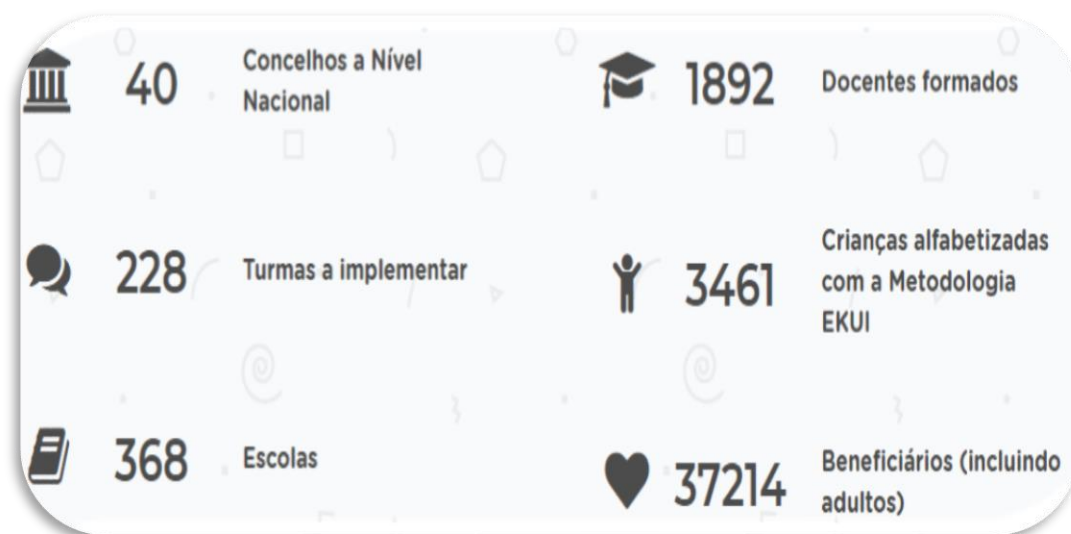 40
Concelhos a Nível
Nacional
1892
Docentes formados
228
Turmas a implementar
3461
Crianças alfabetizadas
com a Metodologia
EKUI
368
Escolas
37214
Beneficiários (incluindo
adultos)